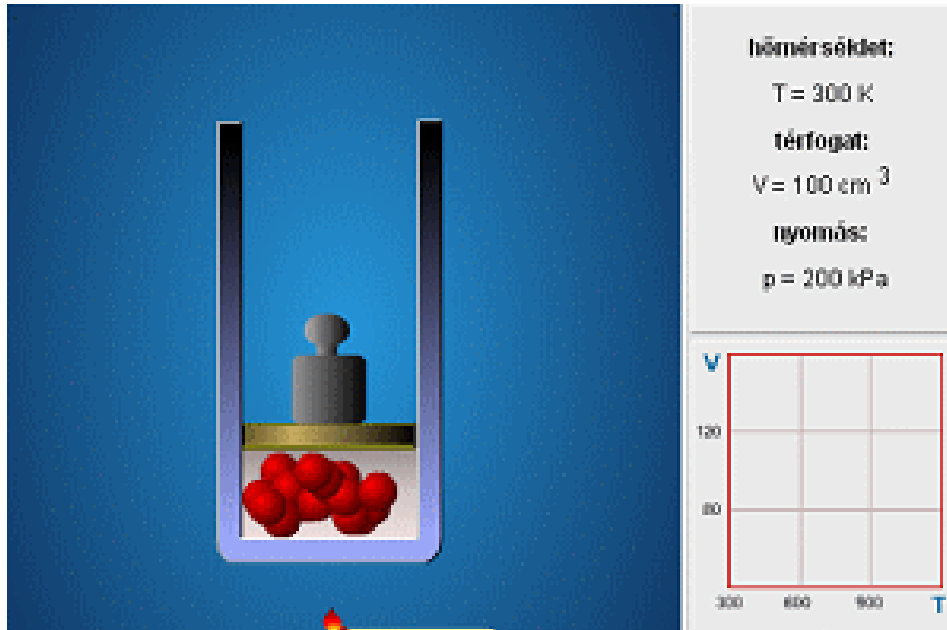 hőmérséklet:
T = 300 K
térfogat:
V = 100 cm ³
nyomás:
p = 200 kPa
V
120
80
300 600 900 T